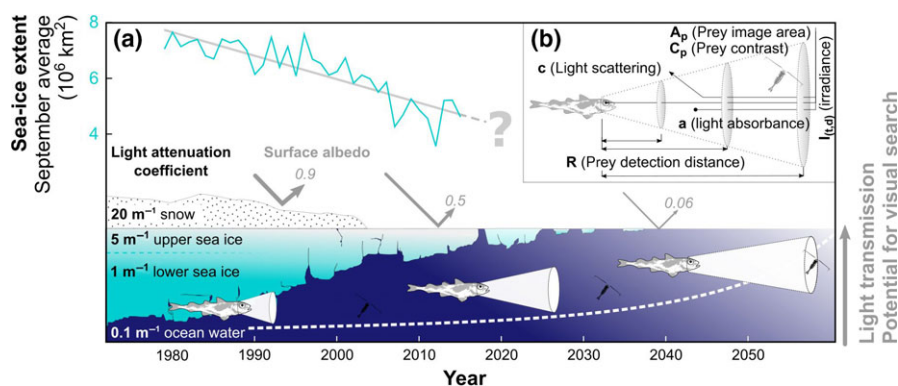 Sea-ice extent
September average
(10⁶ km²)
8
6
4
(a)
?
(b)
Aₚ (Prey image area)
Cₚ (Prey contrast)
c (Light scattering)
a (light absorbance)
R (Prey detection distance)
I(t,d) (irradiance)
Light attenuation
coefficient
Surface albedo
0.9
0.5
0.06
20 m⁻¹ snow
5 m⁻¹ upper sea ice
1 m⁻¹ lower sea ice
0.1 m⁻¹ ocean water
Light transmission
Potential for visual search
1980
1990
2000
2010
2020
2030
2040
2050
Year